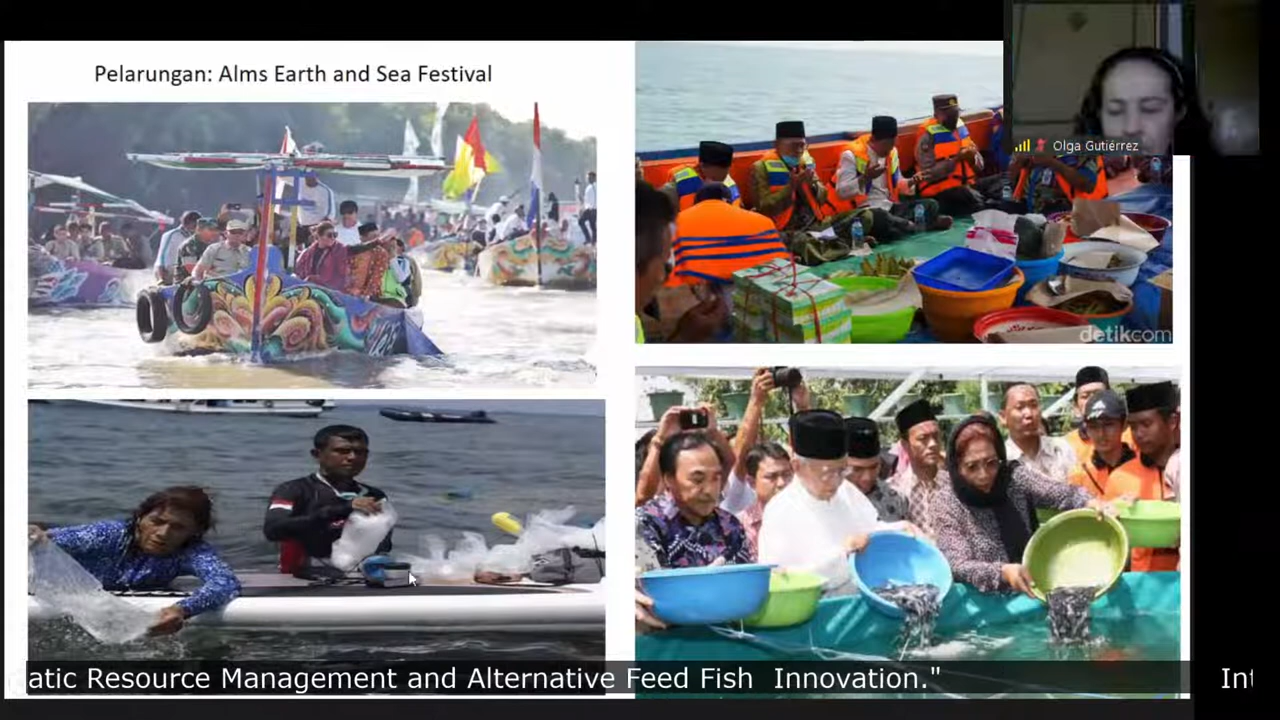 Pelarungan: Alms Earth and Sea Festival
Olga Gutiérrez
detikcom
atic Resource Management and Alternative Feed Fish Innovation."
Int